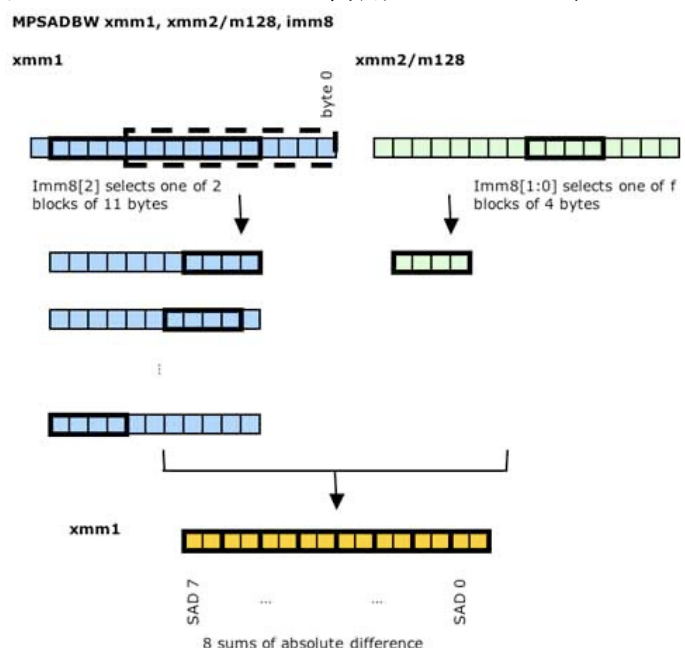 MPSADBW xmm1, xmm2/m128, imm8
xmm1
xmm2/m128
byte 0
Imm8[2] selects one of 2
blocks of 11 bytes
Imm8[1:0] selects one of f
blocks of 4 bytes
...
xmm1
SAD 7
...
...
SAD 0
8 sums of absolute difference